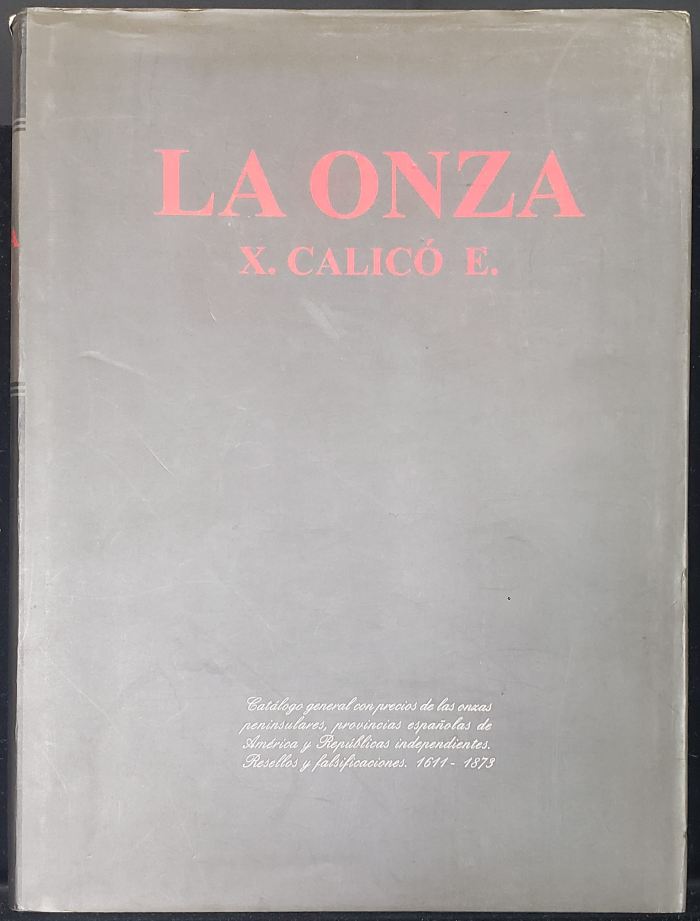 LA ONZA
X. CALICÓ E.
Catálogo general con precios de las onzas
peninsulares, provincias españolas de
América y Repúblicas independientes.
Resellos y falsificaciones. 1611 - 1873